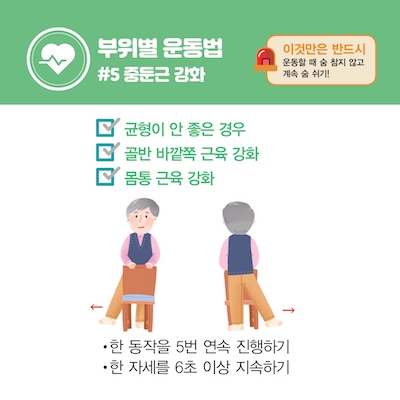 부위별 운동법
#5 중둔근 강화
이것만은 반드시
운동할 때 숨 참지 않고
계속 숨 쉬기!
균형이 안 좋은 경우
골반 바깥쪽 근육 강화
몸통 근육 강화
•한 동작을 5번 연속 진행하기
•한 자세를 6초 이상 지속하기